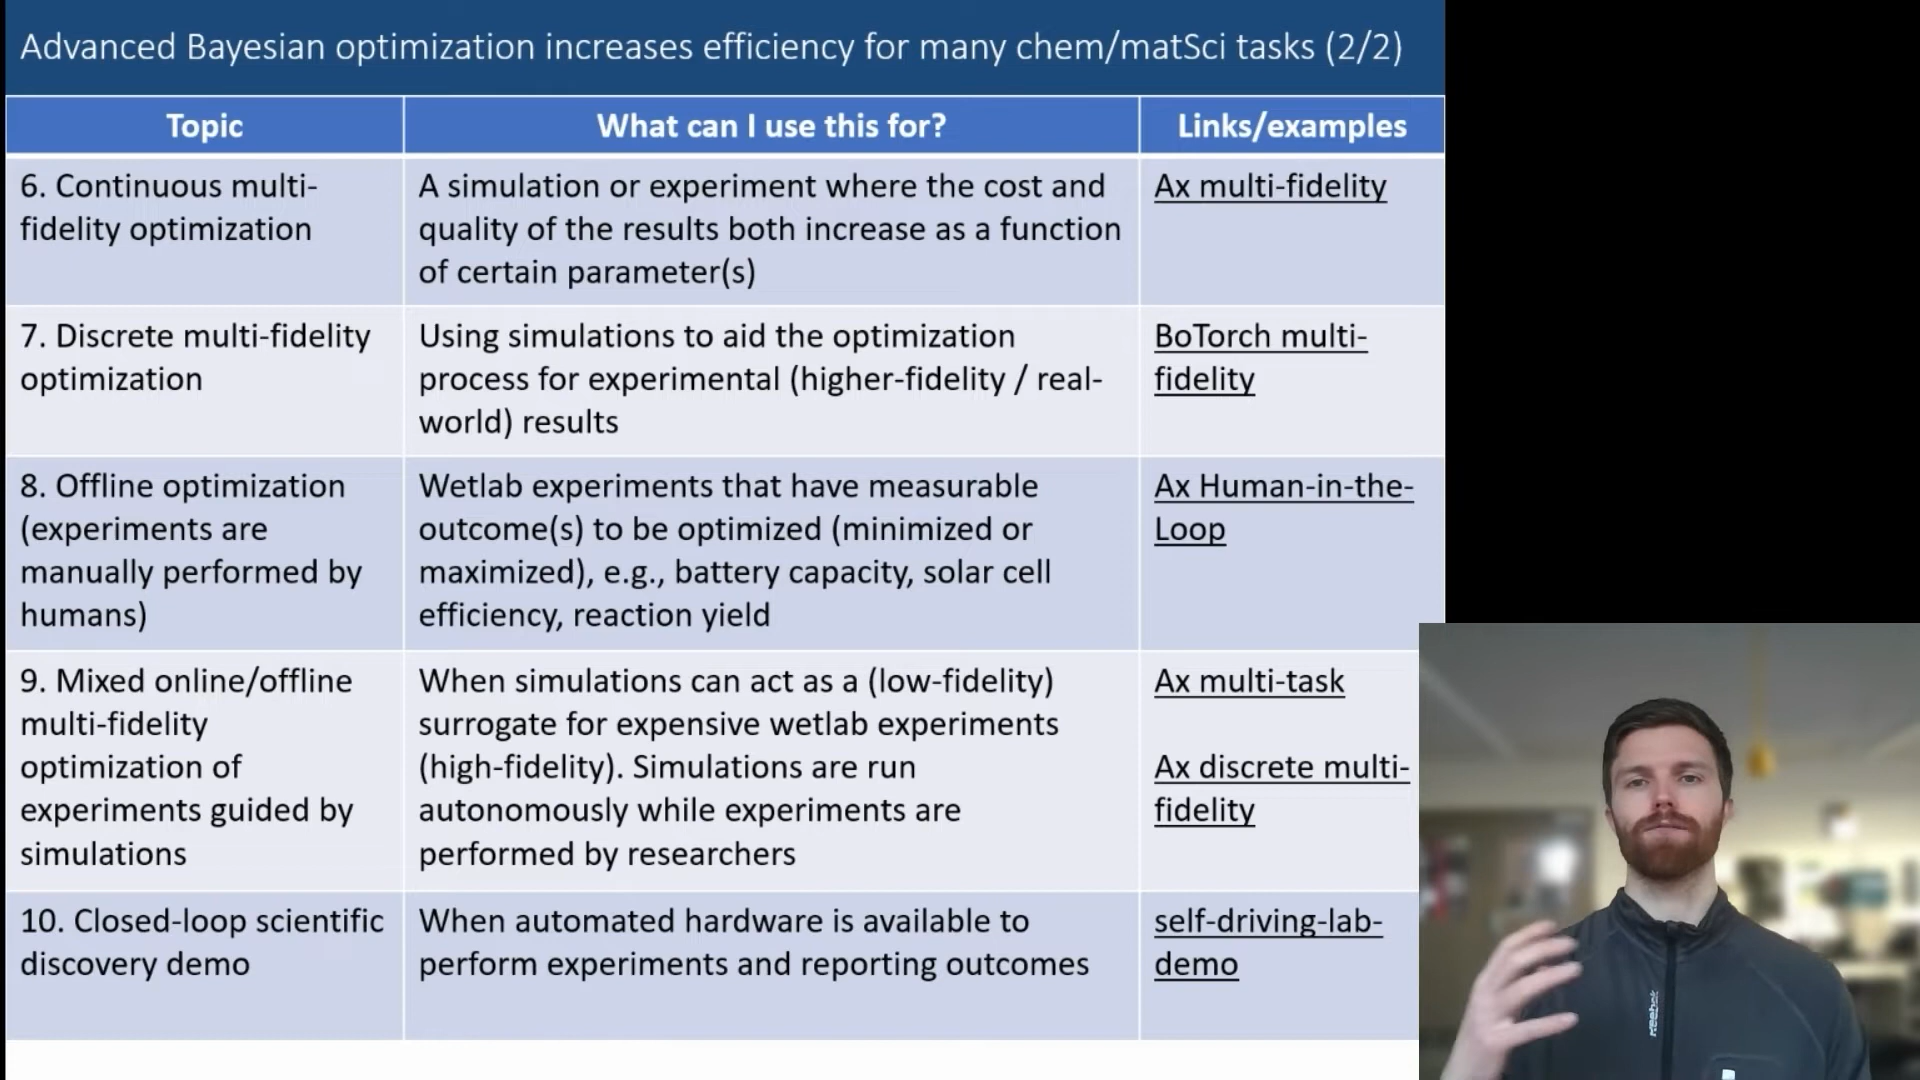 Advanced Bayesian optimization increases efficiency for many chem/matSci tasks (2/2)
Topic
What can I use this for?
Links/examples
6. Continuous multi-
fidelity optimization
A simulation or experiment where the cost and
quality of the results both increase as a function
of certain parameter(s)
Ax multi-fidelity
7. Discrete multi-fidelity
optimization
Using simulations to aid the optimization
process for experimental (higher-fidelity / real-
world) results
BoTorch multi-
fidelity
8. Offline optimization
(experiments are
manually performed by
humans)
Wetlab experiments that have measurable
outcome(s) to be optimized (minimized or
maximized), e.g., battery capacity, solar cell
efficiency, reaction yield
Ax Human-in-the-
Loop
9. Mixed online/offline
multi-fidelity
optimization of
experiments guided by
simulations
When simulations can act as a (low-fidelity)
surrogate for expensive wetlab experiments
(high-fidelity). Simulations are run
autonomously while experiments are
performed by researchers
Ax multi-task
Ax discrete multi-
fidelity
10. Closed-loop scientific
discovery demo
When automated hardware is available to
perform experiments and reporting outcomes
self-driving-lab-
demo
Reebok